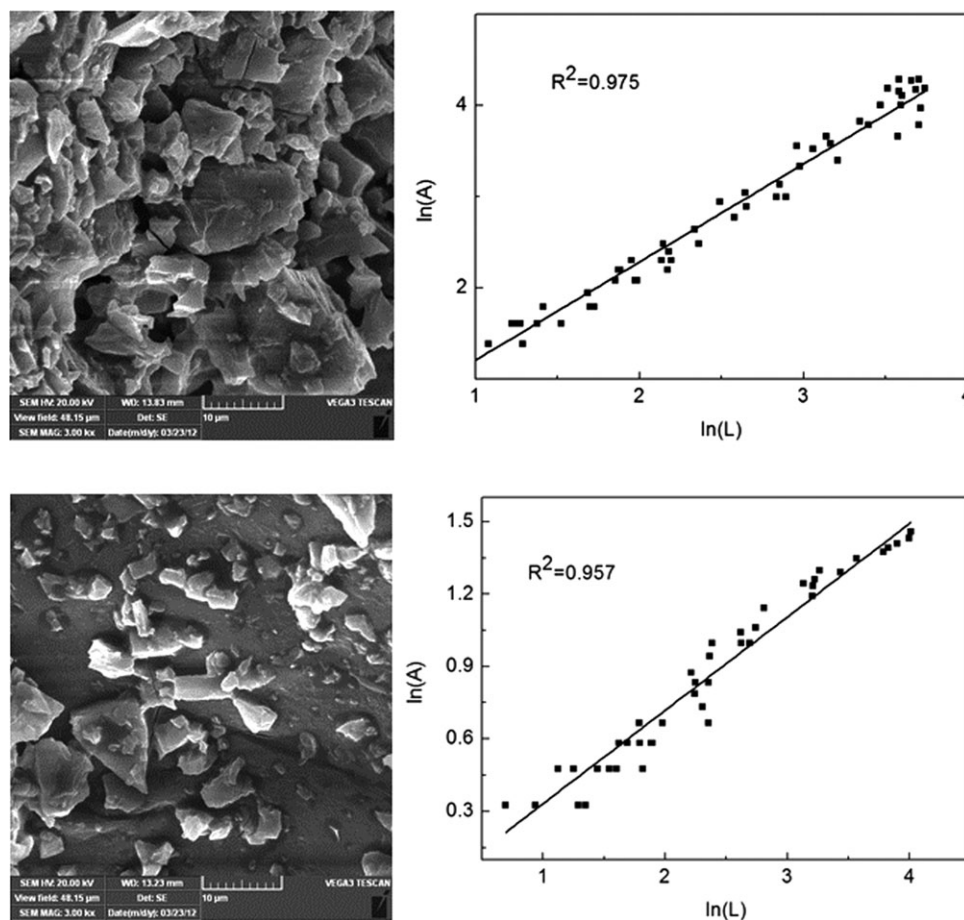 SEM HV: 20.00 kV WD: 13.83 mm VEGA3 TESCAN
View field: 48.15 µm Det: SE 10 µm
SEM MAG: 3.00 kx Date(m/d/y): 03/23/12
R²=0.975
ln(A)
4
2
1 2 3 4
ln(L)
SEM HV: 20.00 kV WD: 13.23 mm VEGA3 TESCAN
View field: 48.15 µm Det: SE 10 µm
SEM MAG: 3.00 kx Date(m/d/y): 03/23/12
R²=0.957
ln(A)
1.5
1.2
0.9
0.6
0.3
1 2 3 4
ln(L)